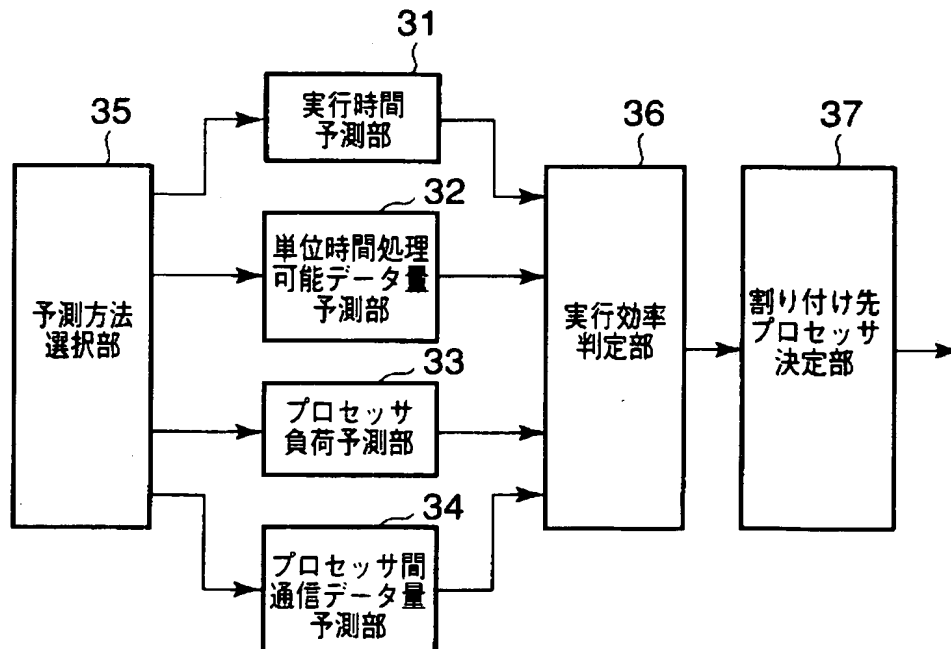 31
実行時間
予測部
35
予測方法
選択部
32
単位時間処理
可能データ量
予測部
33
プロセッサ
負荷予測部
34
プロセッサ間
通信データ量
予測部
36
実行効率
判定部
37
割り付け先
プロセッサ
決定部